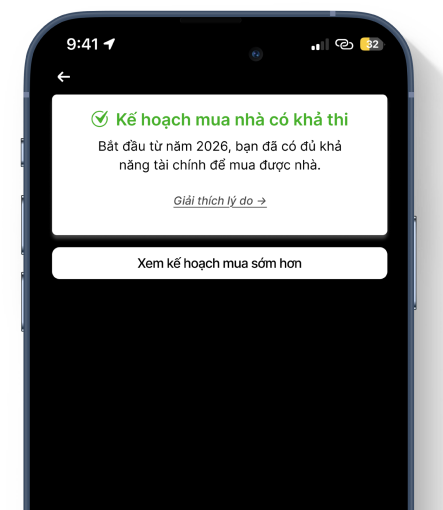 9:41
32
Kế hoạch mua nhà có khả thi
Bắt đầu từ năm 2026, bạn đã có đủ khả
năng tài chính để mua được nhà.
Giải thích lý do →
Xem kế hoạch mua sớm hơn